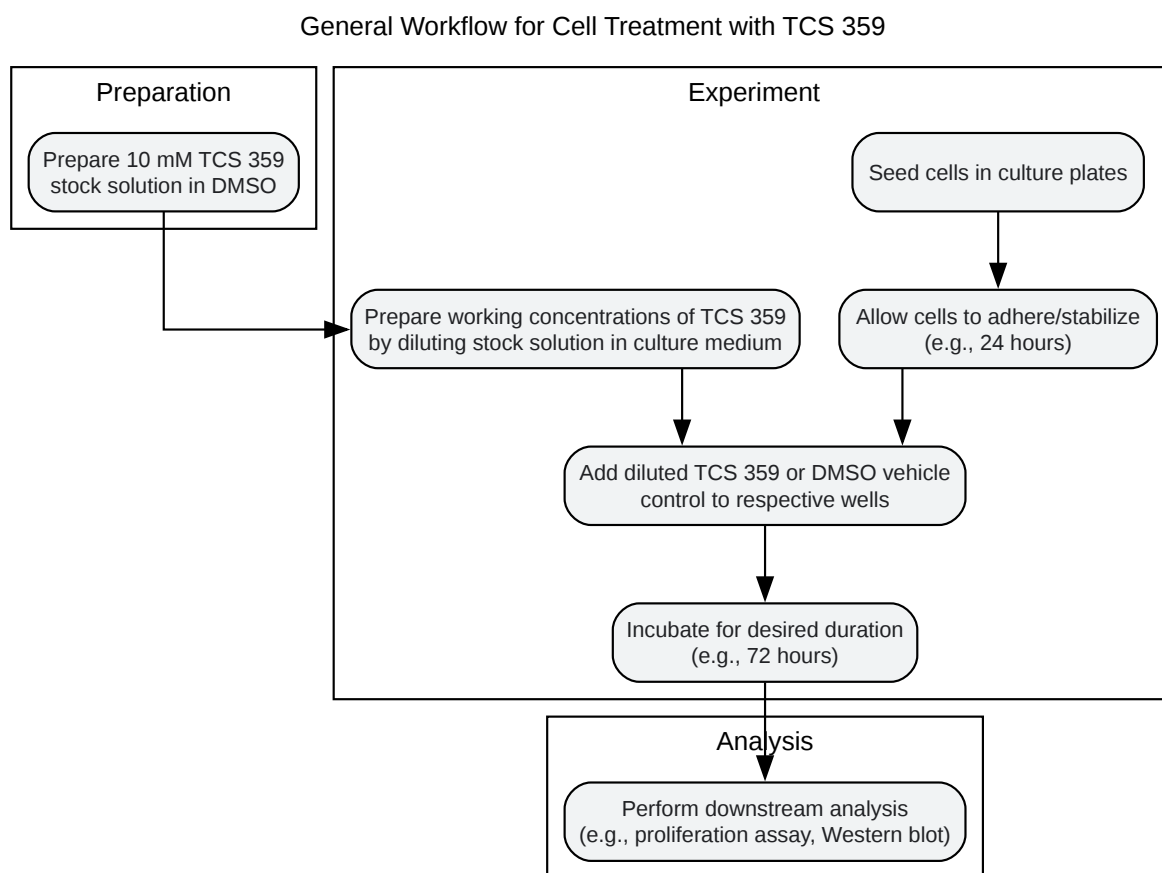 General Workflow for Cell Treatment with TCS 359
Preparation
Prepare 10 mM TCS 359
stock solution in DMSO
Experiment
Seed cells in culture plates
Prepare working concentrations of TCS 359
by diluting stock solution in culture medium
Allow cells to adhere/stabilize
(e.g., 24 hours)
Add diluted TCS 359 or DMSO vehicle
control to respective wells
Incubate for desired duration
(e.g., 72 hours)
Analysis
Perform downstream analysis
(e.g., proliferation assay, Western blot)